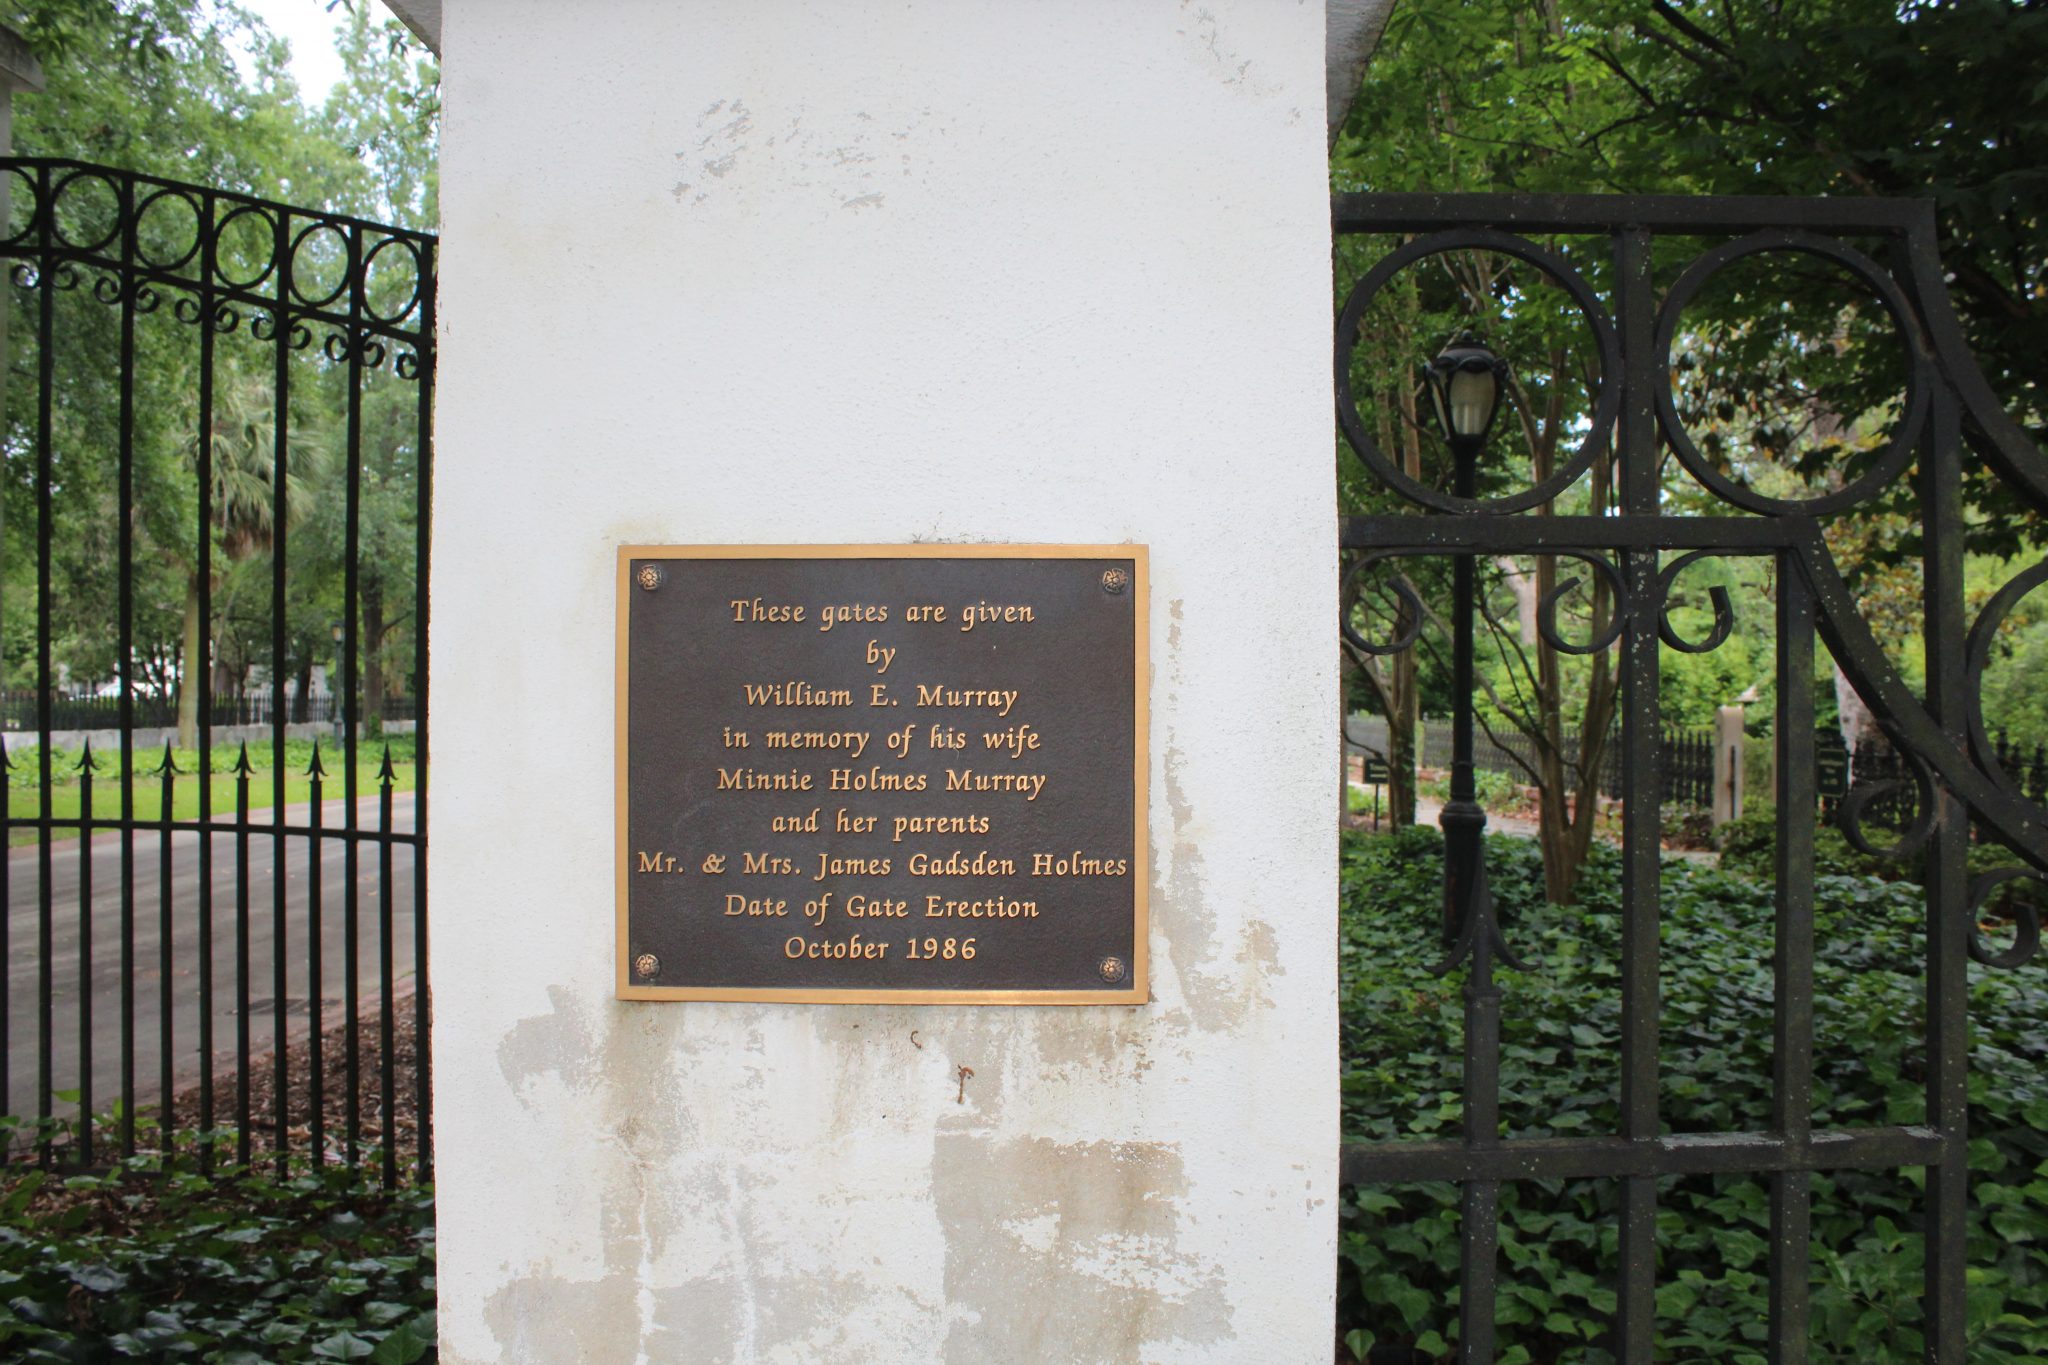 These gates are given
by
William E. Murray
in memory of his wife
Minnie Holmes Murray
and her parents
Mr. & Mrs. James Gadsden Holmes
Date of Gate Erection
October 1986